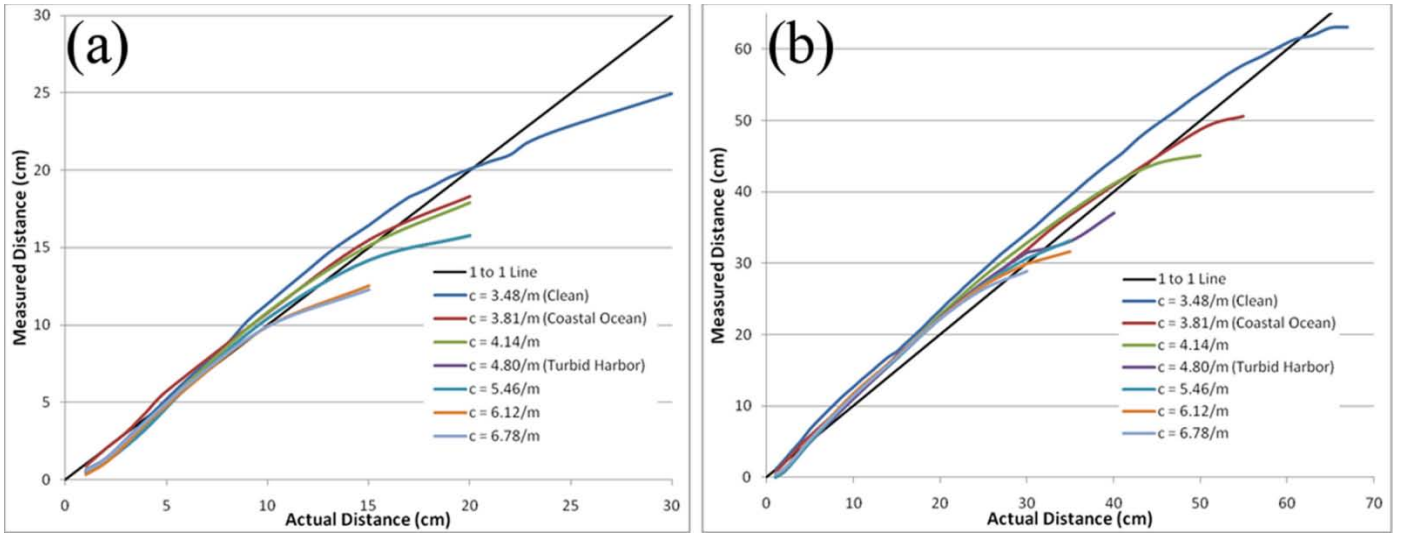 (a)
30
25
20
15
10
5
0
0 5 10 15 20 25 30
Measured Distance (cm)
Actual Distance (cm)
1 to 1 Line
c = 3.48/m (Clean)
c = 3.81/m (Coastal Ocean)
c = 4.14/m
c = 4.80/m (Turbid Harbor)
c = 5.46/m
c = 6.12/m
c = 6.78/m
(b)
60
50
40
30
20
10
0
0 10 20 30 40 50 60 70
Measured Distance (cm)
Actual Distance (cm)
1 to 1 Line
c = 3.48/m (Clean)
c = 3.81/m (Coastal Ocean)
c = 4.14/m
c = 4.80/m (Turbid Harbor)
c = 5.46/m
c = 6.12/m
c = 6.78/m